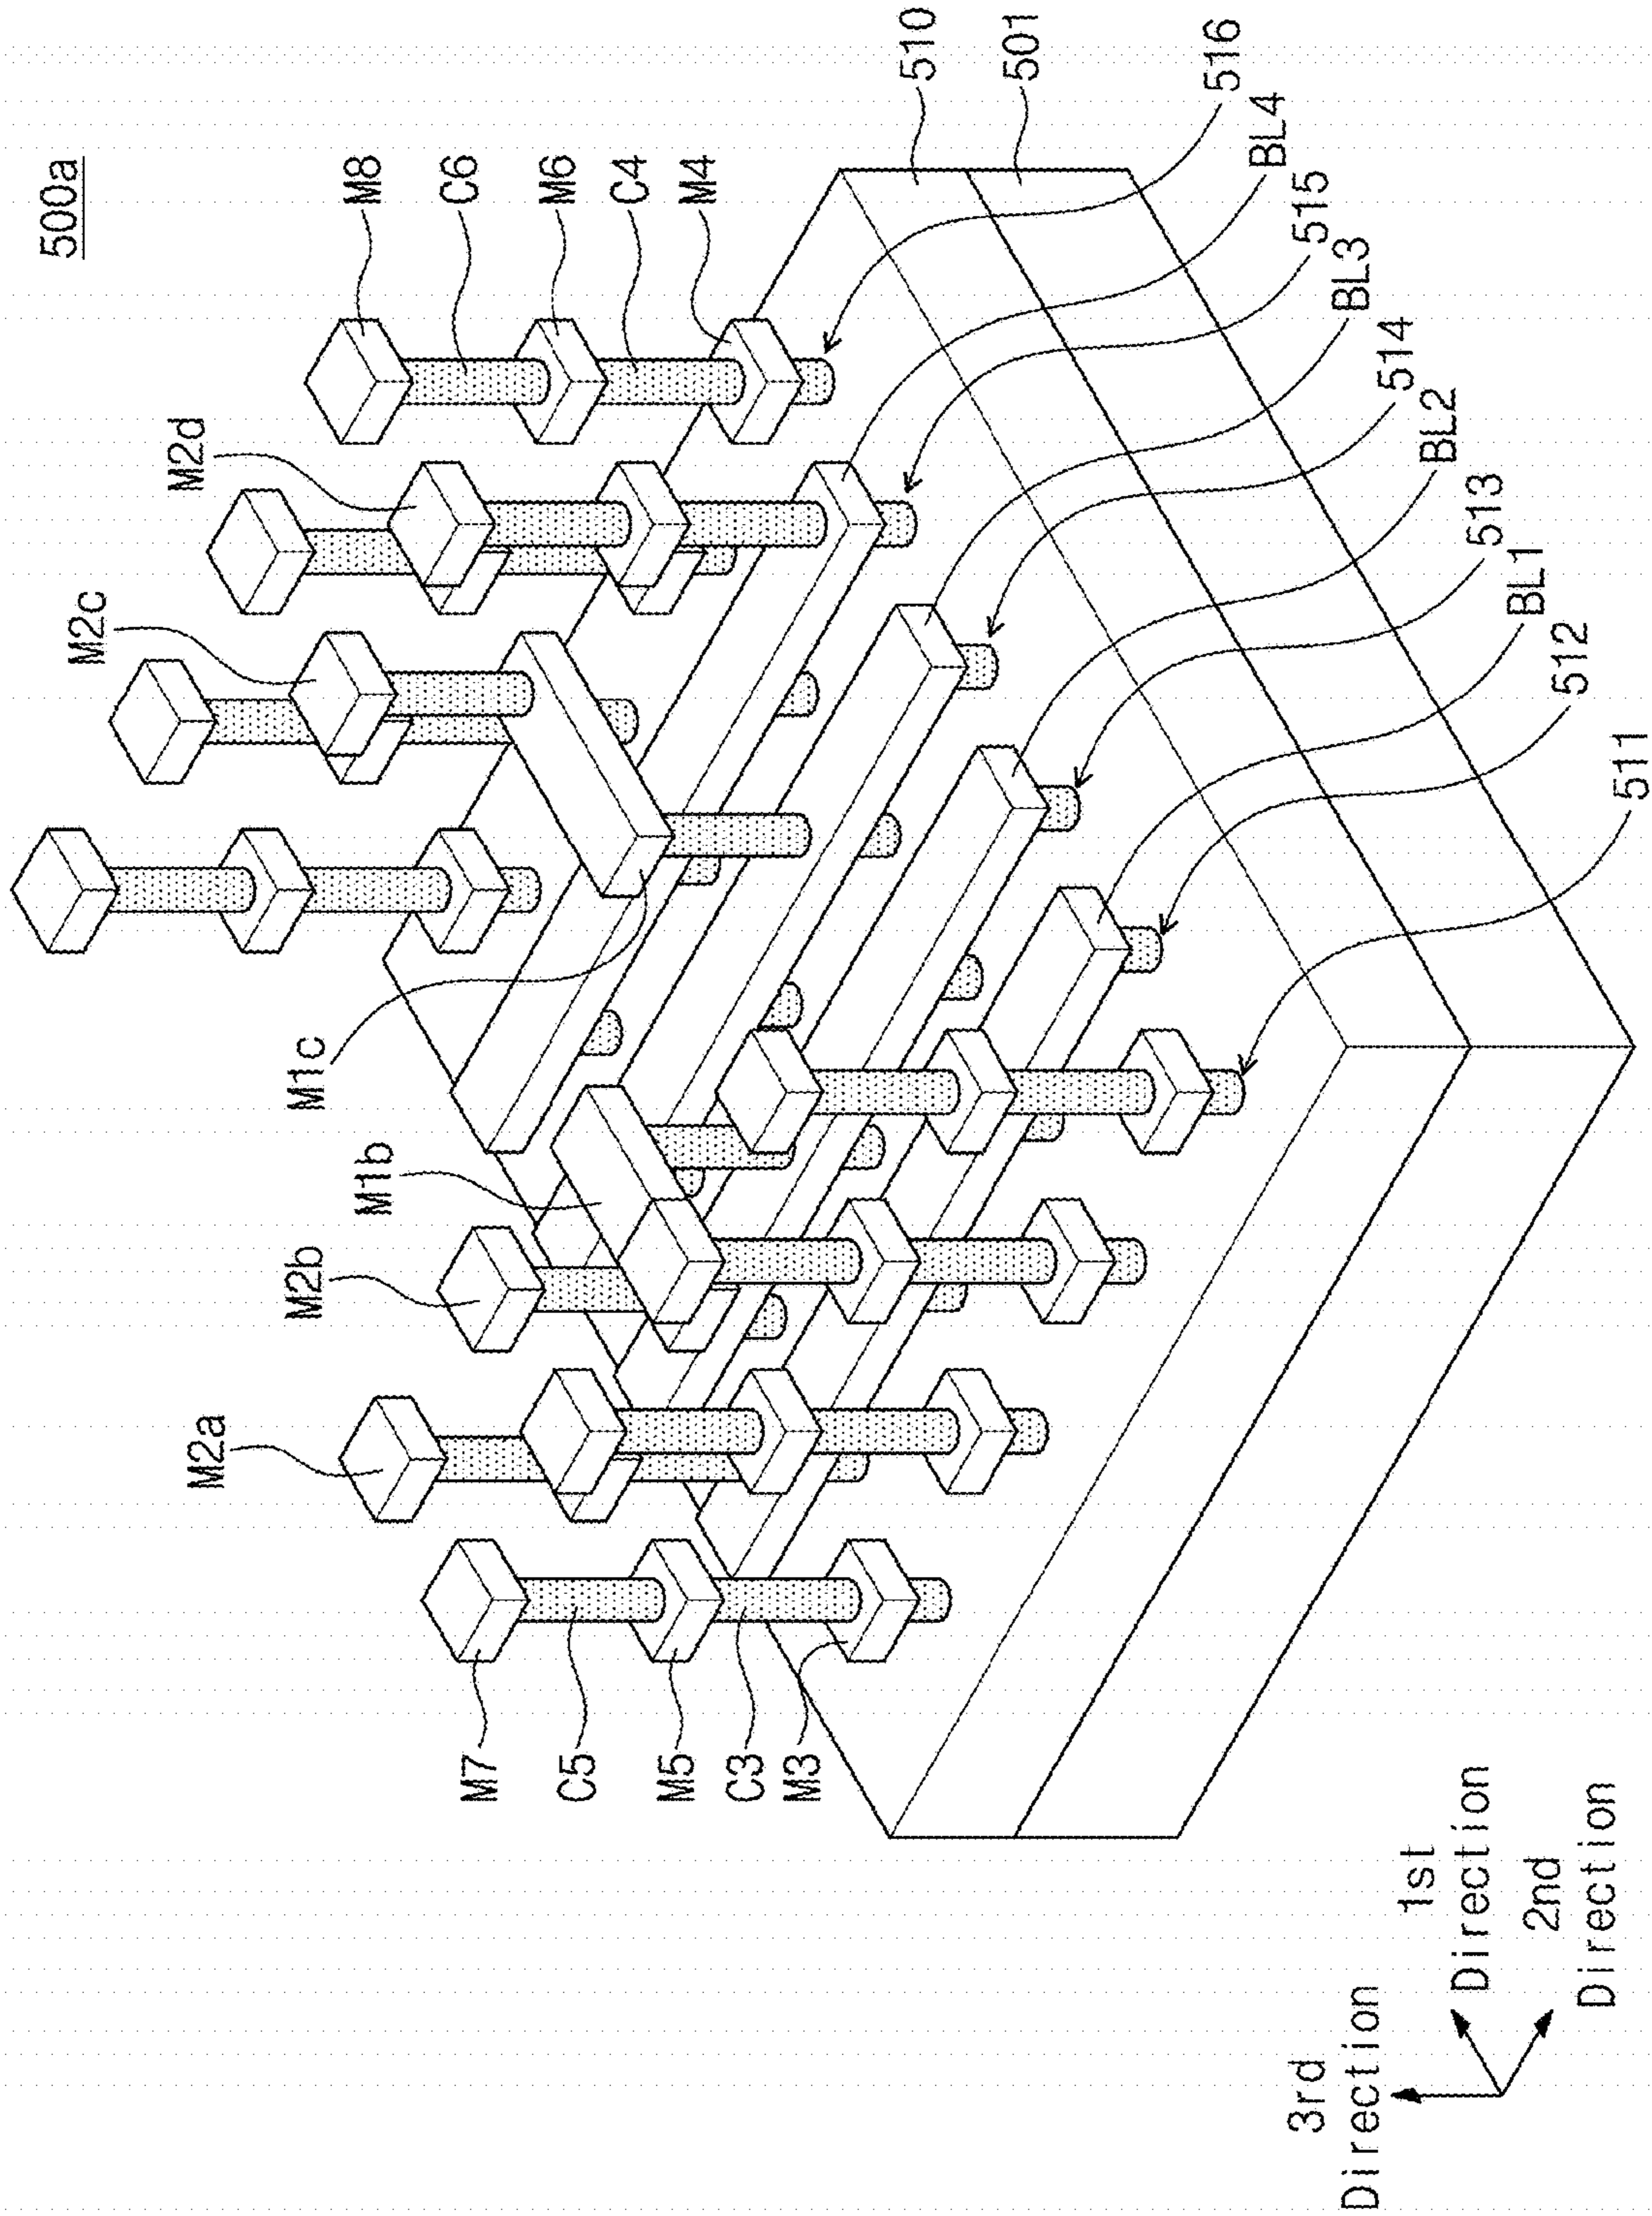 500a
M8
C6
M6
C4
M4
510
501
516
BL4
515
BL3
514
BL2
513
BL1
512
511
M2d
M2c
M1c
M1b
M2b
M2a
M7
C5
M5
C3
M3
3rd
Direction
1st
Direction
2nd
Direction